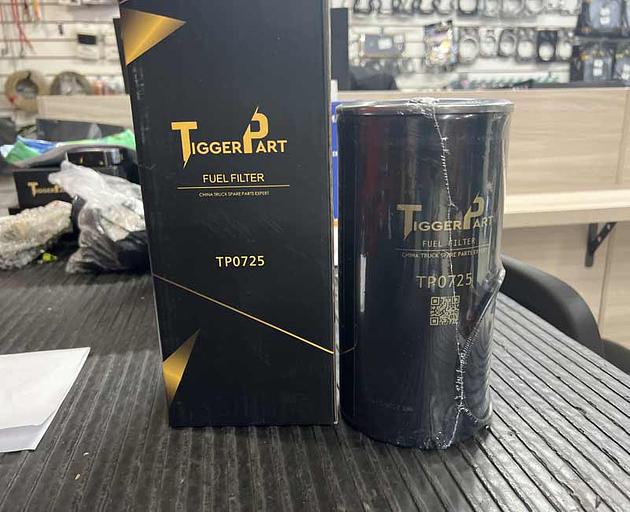 TIGGERPART
FUEL FILTER
CHINA TRUCK SPARE PARTS EXPERT
TP0725
TIGGERPART
FUEL FILTER
CHINA TRUCK SPARE PARTS EXPERT
TP0725